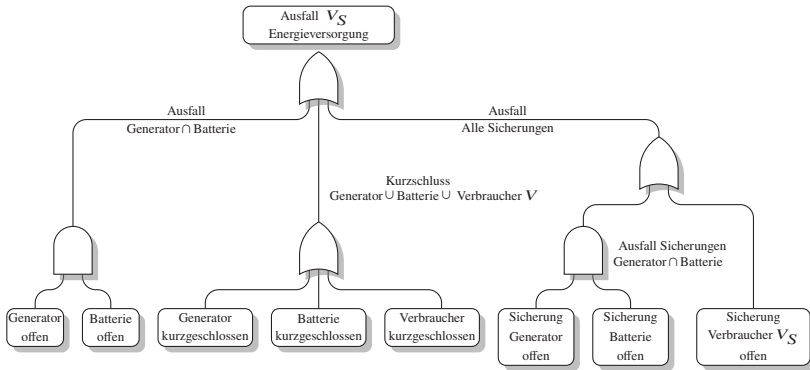 Ausfall V_S
Energieversorgung
Ausfall
Generator ∩ Batterie
Ausfall
Alle Sicherungen
Kurzschluss
Generator ∪ Batterie ∪ Verbraucher V
Ausfall Sicherungen
Generator ∩ Batterie
Generator
offen
Batterie
offen
Generator
kurzgeschlossen
Batterie
kurzgeschlossen
Verbraucher
kurzgeschlossen
Sicherung
Generator
offen
Sicherung
Batterie
offen
Sicherung
Verbraucher V_S
offen